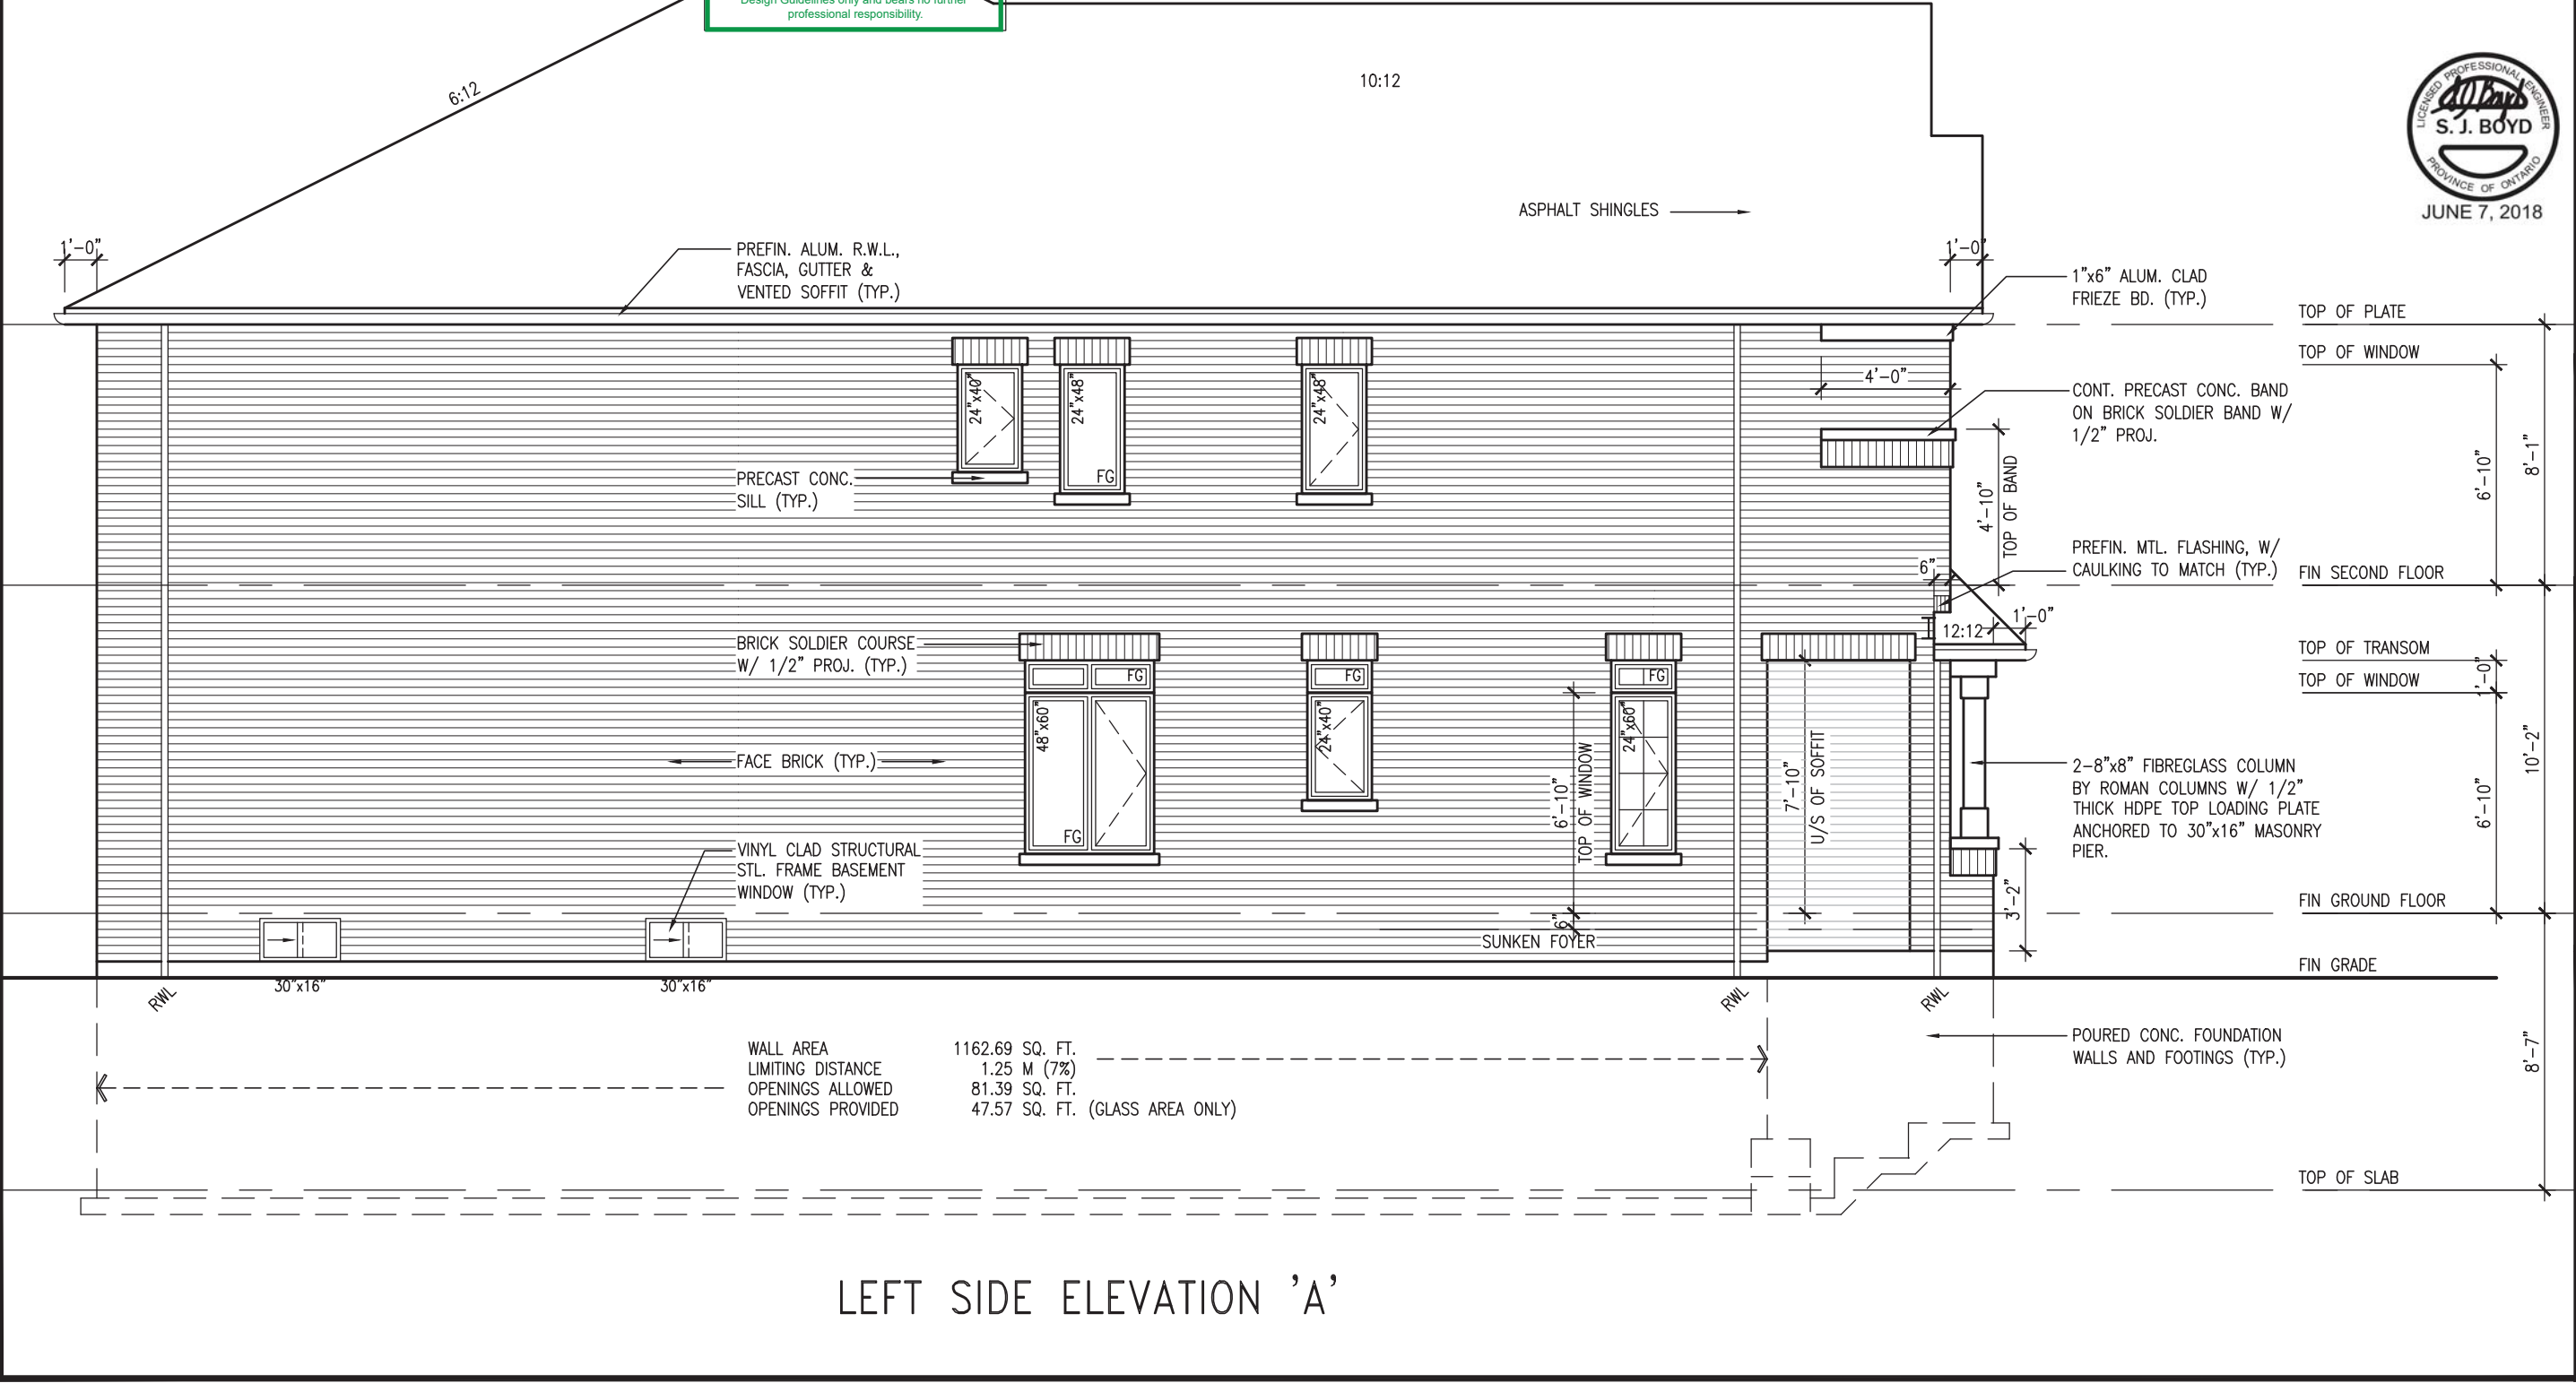 Design Guidelines only and bears no further
professional responsibility.
6:12
10:12
LICENSED PROFESSIONAL ENGINEER
S. J. BOYD
PROVINCE OF ONTARIO
JUNE 7, 2018
ASPHALT SHINGLES
1'-0"
PREFIN. ALUM. R.W.L.,
FASCIA, GUTTER &
VENTED SOFFIT (TYP.)
1'-0"
1"x6" ALUM. CLAD
FRIEZE BD. (TYP.)
TOP OF PLATE
TOP OF WINDOW
24"x40"
24"x48"
FG
24"x48"
4'-0"
CONT. PRECAST CONC. BAND
ON BRICK SOLDIER BAND W/
1/2" PROJ.
PRECAST CONC.
SILL (TYP.)
4'-10"
TOP OF BAND
6'-10"
8'-1"
PREFIN. MTL. FLASHING, W/
CAULKING TO MATCH (TYP.)
6"
FIN SECOND FLOOR
1'-0"
12:12
BRICK SOLDIER COURSE
W/ 1/2" PROJ. (TYP.)
FG
FG
FG
TOP OF TRANSOM
TOP OF WINDOW
1'-0"
48"x60"
FG
24"x40"
24"x60"
6'-10"
TOP OF WINDOW
7'-10"
U/S OF SOFFIT
FACE BRICK (TYP.)
2-8"x8" FIBREGLASS COLUMN
BY ROMAN COLUMNS W/ 1/2"
THICK HDPE TOP LOADING PLATE
ANCHORED TO 30"x16" MASONRY
PIER.
6'-10"
10'-2"
VINYL CLAD STRUCTURAL
STL. FRAME BASEMENT
WINDOW (TYP.)
3'-2"
FIN GROUND FLOOR
6"
SUNKEN FOYER
FIN GRADE
RWL
30"x16"
30"x16"
RWL
RWL
WALL AREA 1162.69 SQ. FT.
LIMITING DISTANCE 1.25 M (7%)
OPENINGS ALLOWED 81.39 SQ. FT.
OPENINGS PROVIDED 47.57 SQ. FT. (GLASS AREA ONLY)
POURED CONC. FOUNDATION
WALLS AND FOOTINGS (TYP.)
8'-7"
TOP OF SLAB
LEFT SIDE ELEVATION 'A'